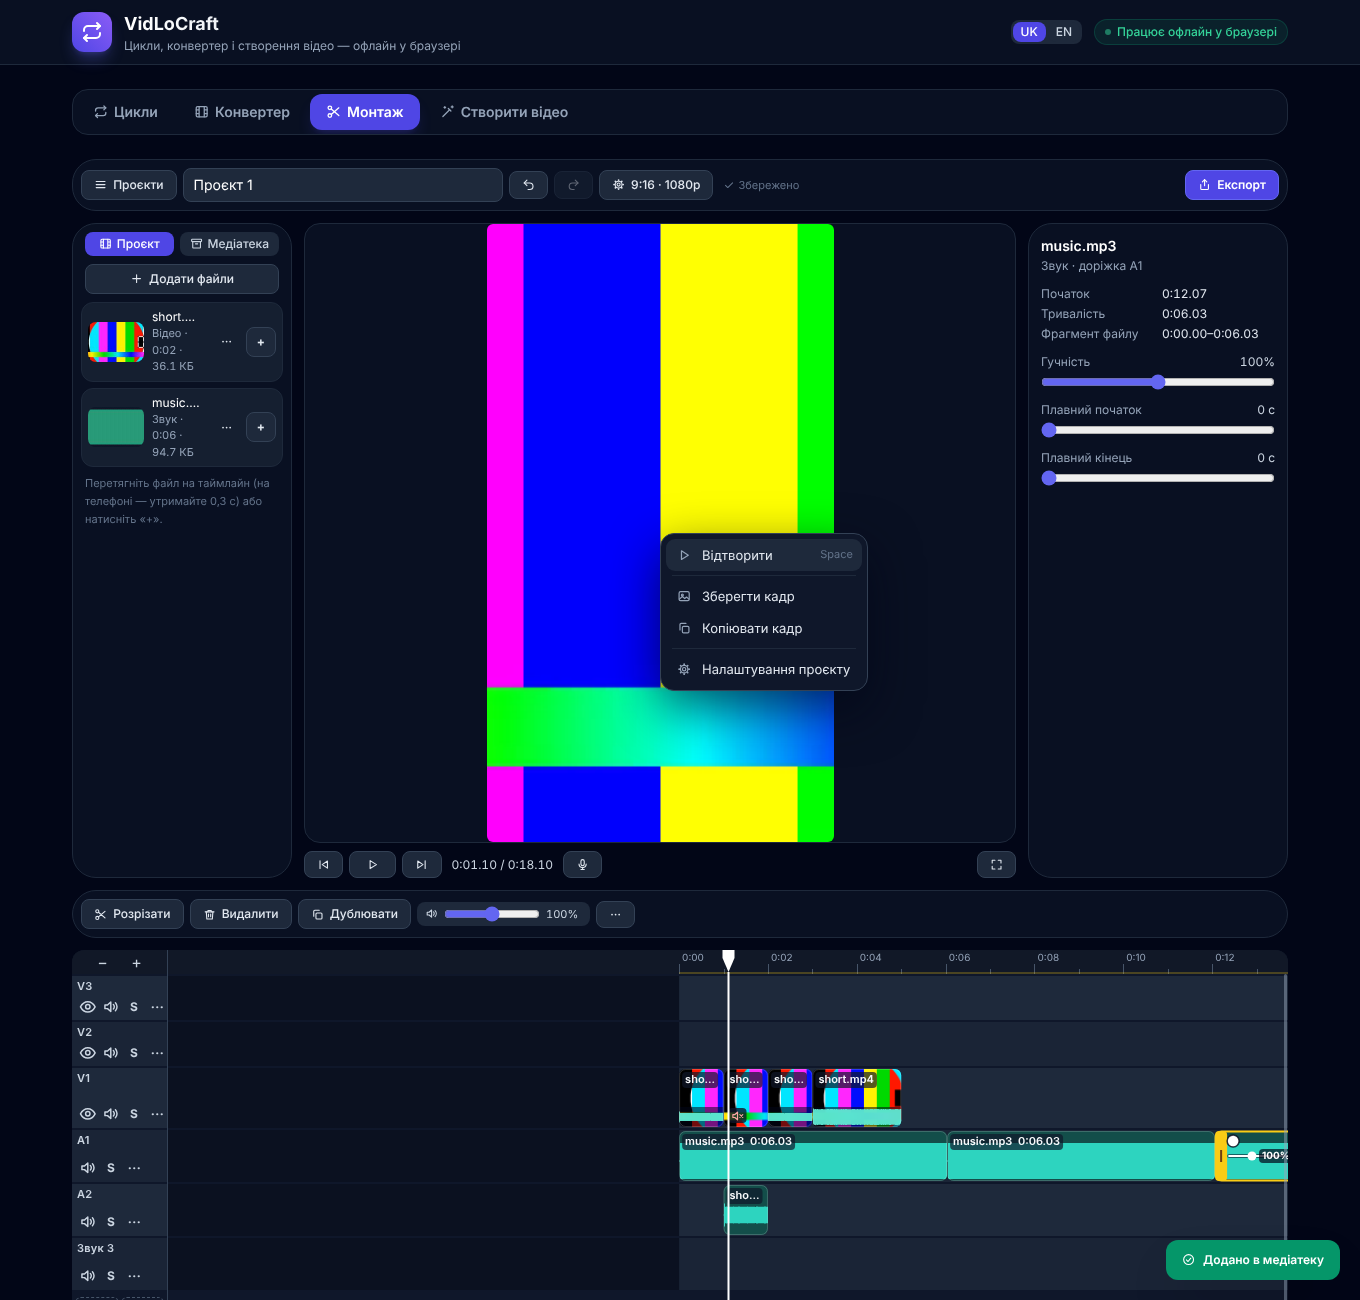 VidLoCraft
Цикли, конвертер і створення відео — офлайн у браузері
UK EN
Працює офлайн у браузері
Цикли
Конвертер
Монтаж
Створити відео
Проєкти
Проєкт 1
9:16 · 1080p
Збережено
Експорт
Проєкт
Медіатека
Додати файли
short....
Відео ·
0:02 ·
36.1 КБ
music....
Звук ·
0:06 ·
94.7 КБ
Перетягніть файл на таймлайн (на
телефоні — утримайте 0,3 с) або
натисніть «+».
Відтворити Space
Зберегти кадр
Копіювати кадр
Налаштування проєкту
0:01.10 / 0:18.10
music.mp3
Звук · доріжка A1
Початок 0:12.07
Тривалість 0:06.03
Фрагмент файлу 0:00.00–0:06.03
Гучність 100%
Плавний початок 0 с
Плавний кінець 0 с
Розрізати
Видалити
Дублювати
100%
0:00 0:02 0:04 0:06 0:08 0:10 0:12
V3
S
V2
S
V1
sho... sho... sho... short.mp4
S
A1
music.mp3 0:06.03 music.mp3 0:06.03
100%
S
A2
sho...
S
Звук 3
S
Додано в медіатеку